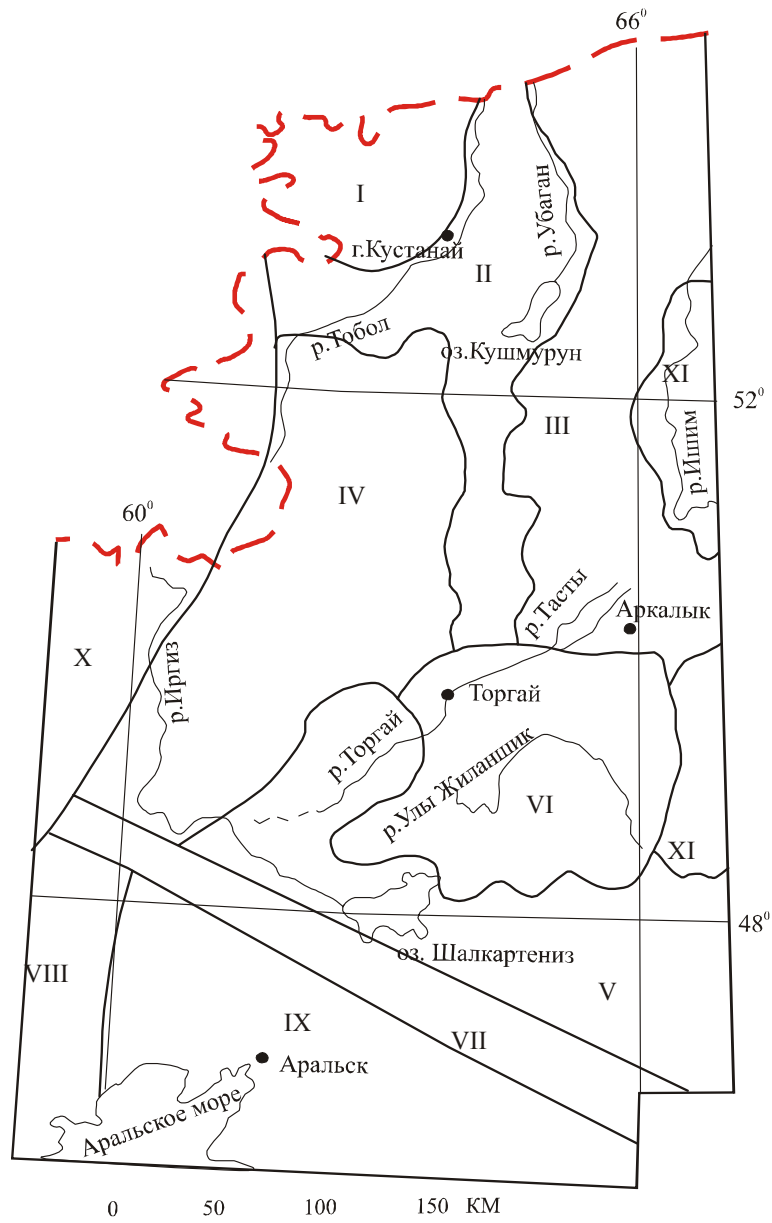 66⁰
I
р.Убаган
г.Кустанай
II
р.Тобол
оз.Кушмурун
XI
52⁰
III
р.Ишим
IV
60⁰
р.Тасты
Аркалык
X
р.Иргиз
Торгай
р.Торгай
р.Улы Жиланшик
VI
XI
48⁰
оз. Шалкартениз
VIII
V
IX
VII
Аральск
Аральское море
0 50 100 150 КМ